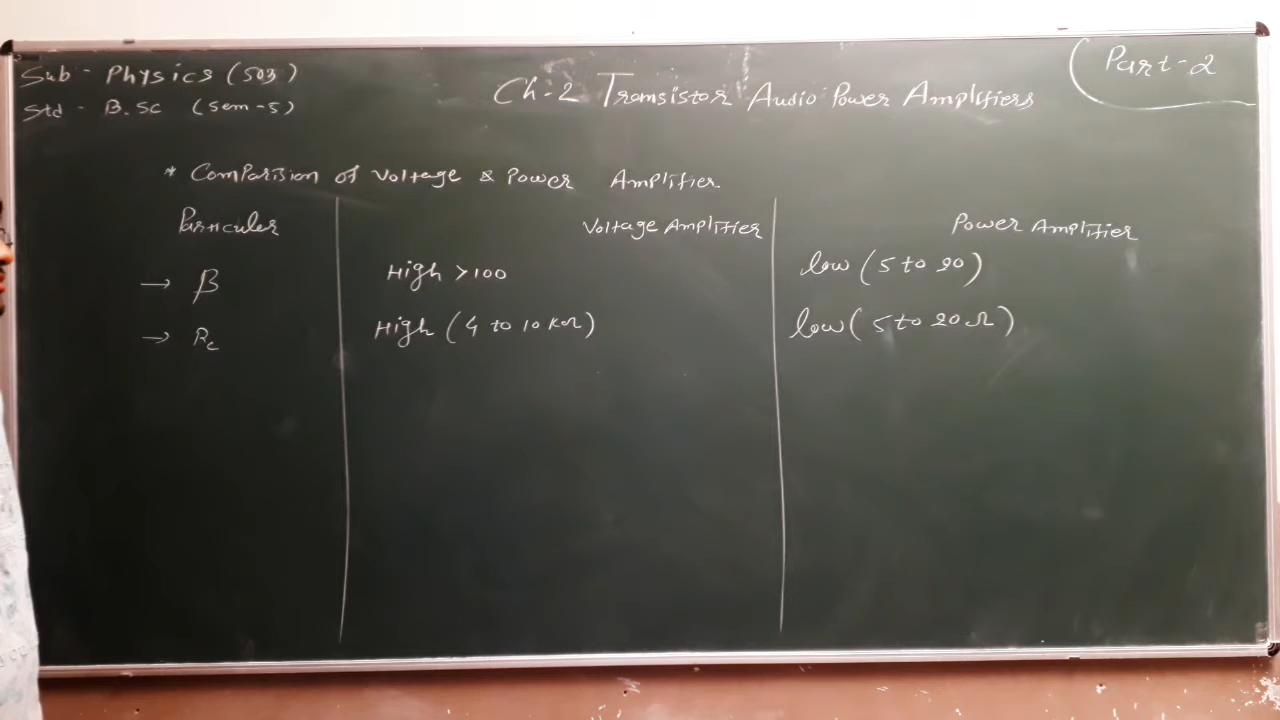 Sub - Physics (503)
Std - B.Sc (Sem-5)
Ch-2 Transistor Audio Power Amplifiers
Part-2
* Comparision of Voltage & Power Amplifier.
Particular Voltage Amplifier Power Amplifier
→ β High >100 low (5 to 20)
→ Rc High (4 to 10 KΩ) low (5 to 20 Ω)